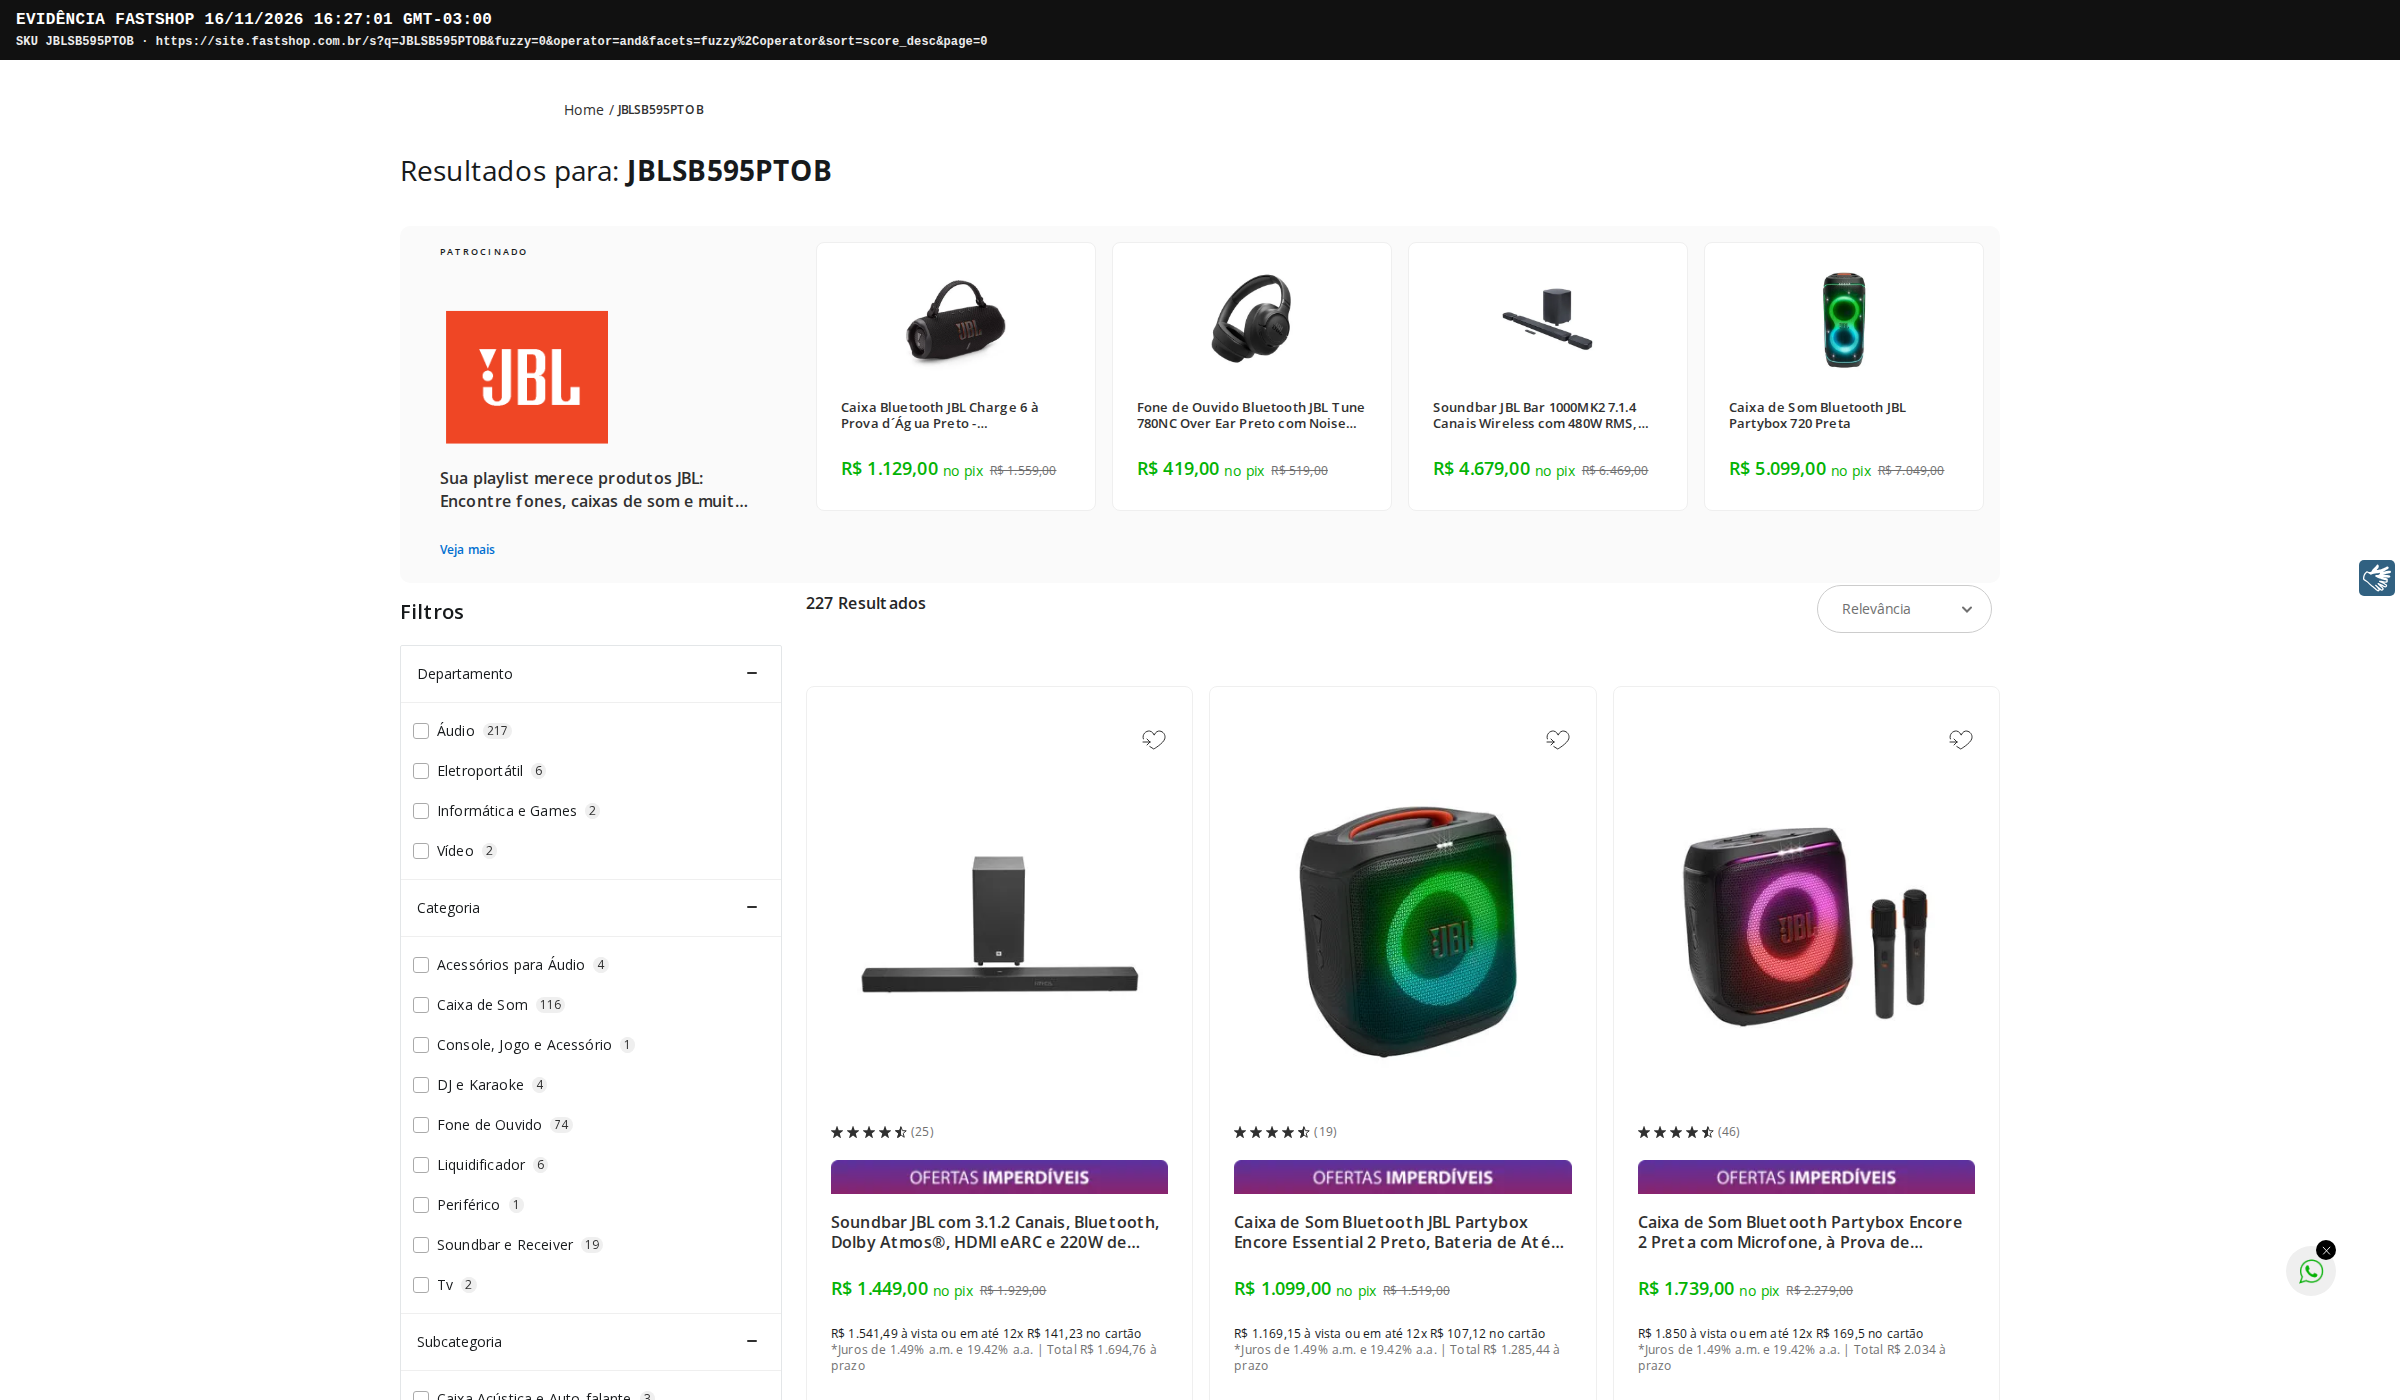 EVIDÊNCIA FASTSHOP 16/11/2026 16:27:01 GMT-03:00
SKU JBLSB595PTOB · https://site.fastshop.com.br/s?q=JBLSB595PTOB&fuzzy=0&operator=and&facets=fuzzy%2Coperator&sort=score_desc&page=0
Home / JBLSB595PTOB
Resultados para: JBLSB595PTOB
PATROCINADO
JBL
Sua playlist merece produtos JBL:
Encontre fones, caixas de som e muit...
Veja mais
Caixa Bluetooth JBL Charge 6 à
Prova d´Água Preto -...
R$ 1.129,00 no pix R$ 1.559,00
Fone de Ouvido Bluetooth JBL Tune
780NC Over Ear Preto com Noise...
R$ 419,00 no pix R$ 519,00
Soundbar JBL Bar 1000MK2 7.1.4
Canais Wireless com 480W RMS,...
R$ 4.679,00 no pix R$ 6.469,00
Caixa de Som Bluetooth JBL
Partybox 720 Preta
R$ 5.099,00 no pix R$ 7.049,00
Filtros
227 Resultados
Relevância
Departamento
Áudio 217
Eletroportátil 6
Informática e Games 2
Vídeo 2
Categoria
Acessórios para Áudio 4
Caixa de Som 116
Console, Jogo e Acessório 1
DJ e Karaoke 4
Fone de Ouvido 74
Liquidificador 6
Periférico 1
Soundbar e Receiver 19
Tv 2
Subcategoria
Caixa Acústica e Auto-falante 3
(25)
OFERTAS IMPERDÍVEIS
Soundbar JBL com 3.1.2 Canais, Bluetooth,
Dolby Atmos®, HDMI eARC e 220W de...
R$ 1.449,00 no pix R$ 1.929,00
R$ 1.541,49 à vista ou em até 12x R$ 141,23 no cartão
*Juros de 1.49% a.m. e 19.42% a.a. | Total R$ 1.694,76 à
prazo
JBL
(19)
OFERTAS IMPERDÍVEIS
Caixa de Som Bluetooth JBL Partybox
Encore Essential 2 Preto, Bateria de Até...
R$ 1.099,00 no pix R$ 1.519,00
R$ 1.169,15 à vista ou em até 12x R$ 107,12 no cartão
*Juros de 1.49% a.m. e 19.42% a.a. | Total R$ 1.285,44 à
prazo
JBL
(46)
OFERTAS IMPERDÍVEIS
Caixa de Som Bluetooth Partybox Encore
2 Preta com Microfone, à Prova de...
R$ 1.739,00 no pix R$ 2.279,00
R$ 1.850 à vista ou em até 12x R$ 169,5 no cartão
*Juros de 1.49% a.m. e 19.42% a.a. | Total R$ 2.034 à
prazo